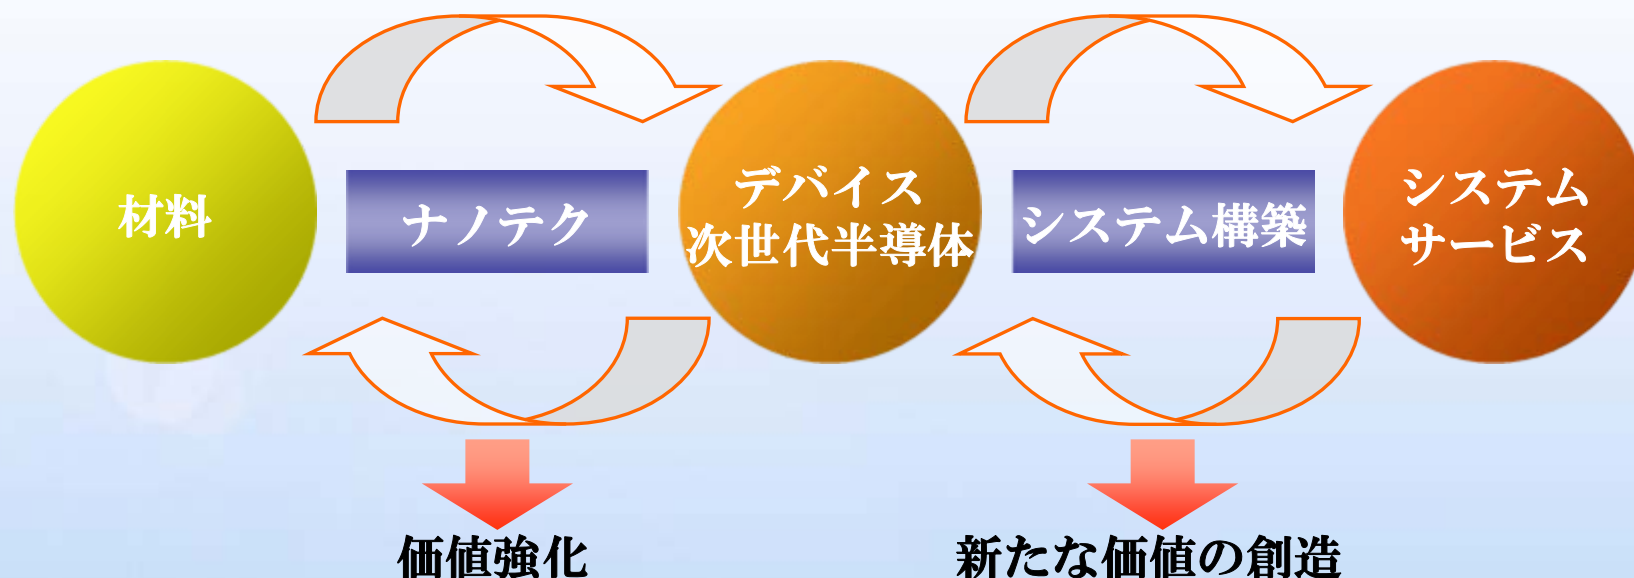 材料
ナノテク
デバイス
次世代半導体
システム構築
システム
サービス
価値強化
新たな価値の創造